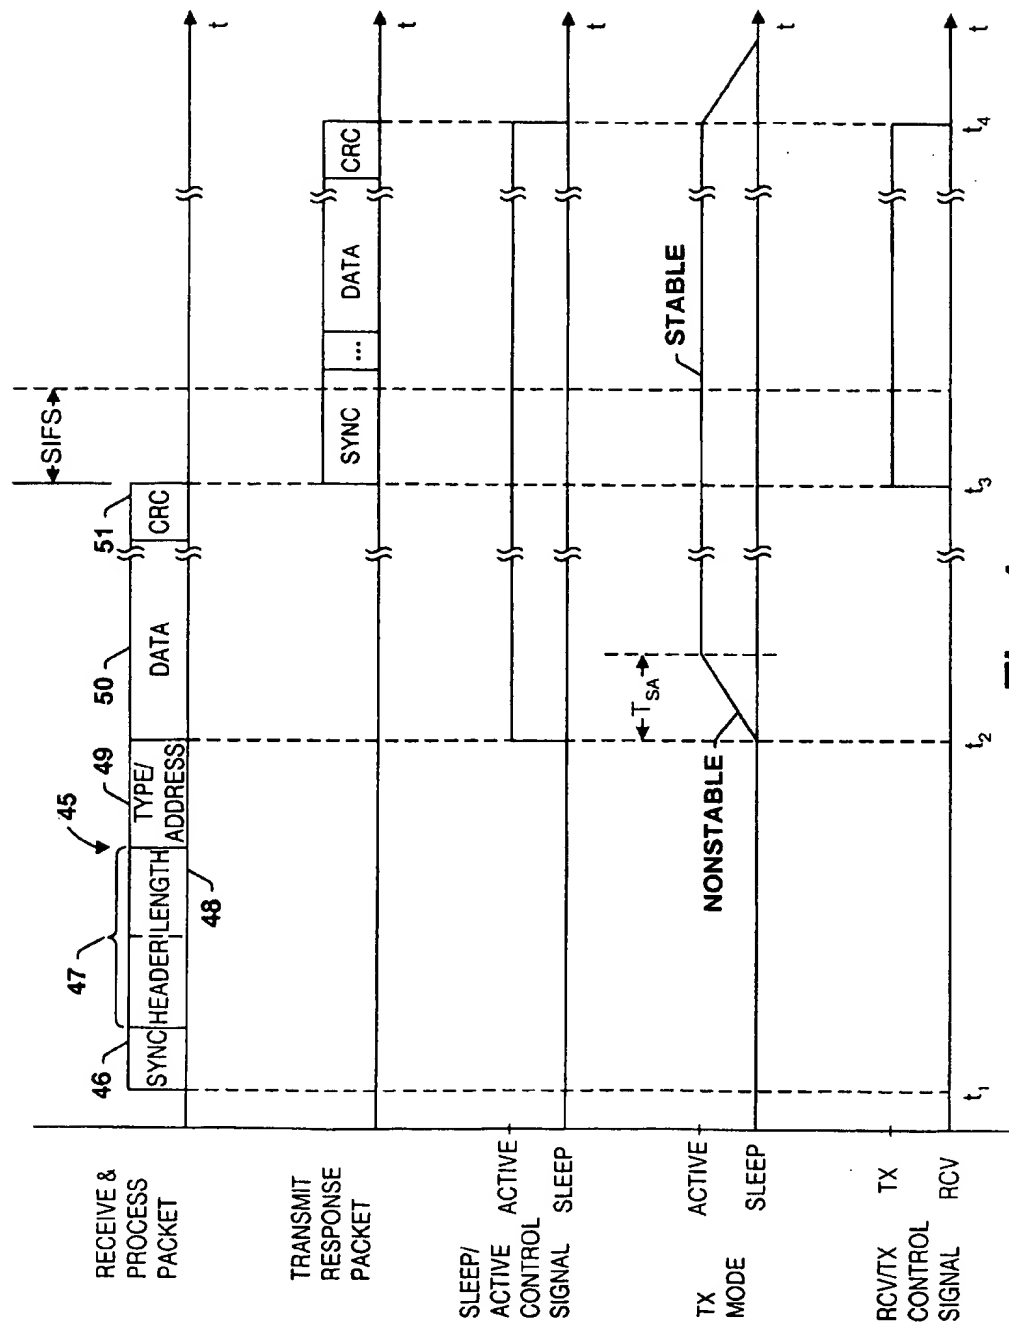 RECEIVE &
PROCESS
PACKET
46
47
45
49
50
51
SYNC
HEADER
LENGTH
TYPE/
ADDRESS
DATA
CRC
48
SIFS
t
TRANSMIT
RESPONSE
PACKET
SYNC
...
DATA
CRC
t
SLEEP/
ACTIVE
CONTROL
SIGNAL
ACTIVE
SLEEP
t
TX
MODE
ACTIVE
SLEEP
NONSTABLE
TSA
STABLE
t
RCV/TX
CONTROL
SIGNAL
TX
RCV
t1
t2
t3
t4
t